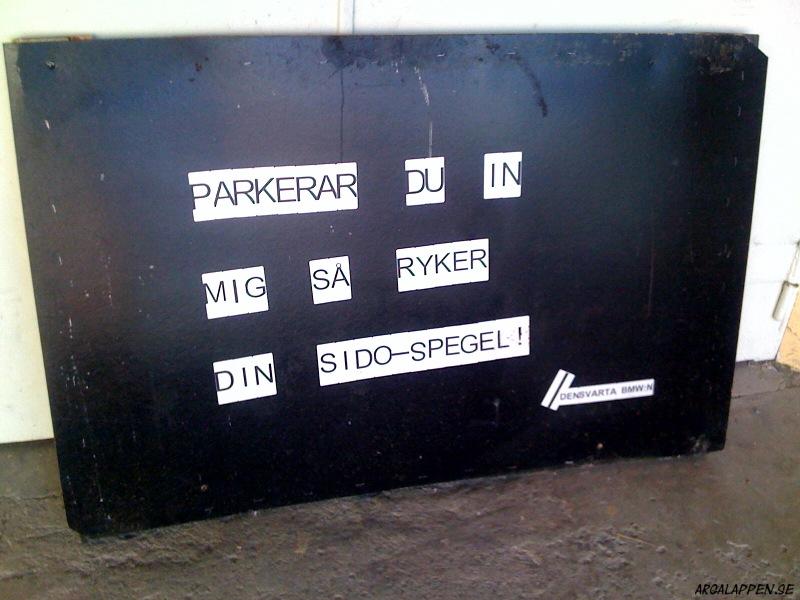 PARKERAR DU IN
MIG SÅ RYKER
DIN SIDO-SPEGEL!
//DENSVARTA BMW:N
ARGALAPPEN.SE